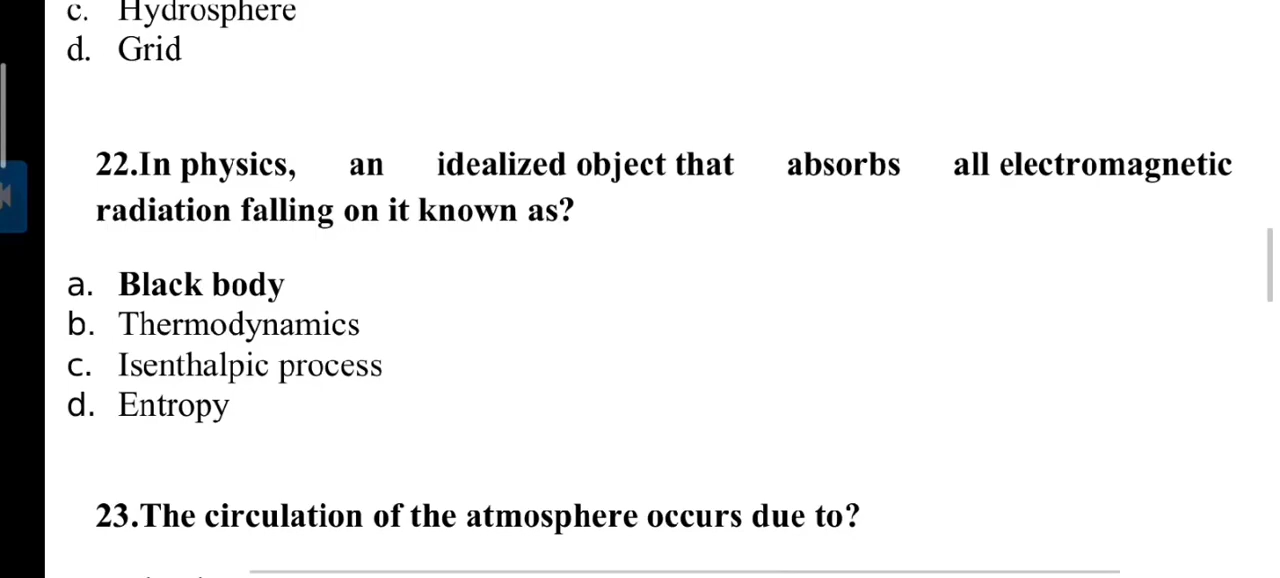 c. Hydrosphere
d. Grid
22.In physics, an idealized object that absorbs all electromagnetic
radiation falling on it known as?
a. Black body
b. Thermodynamics
c. Isenthalpic process
d. Entropy
23.The circulation of the atmosphere occurs due to?